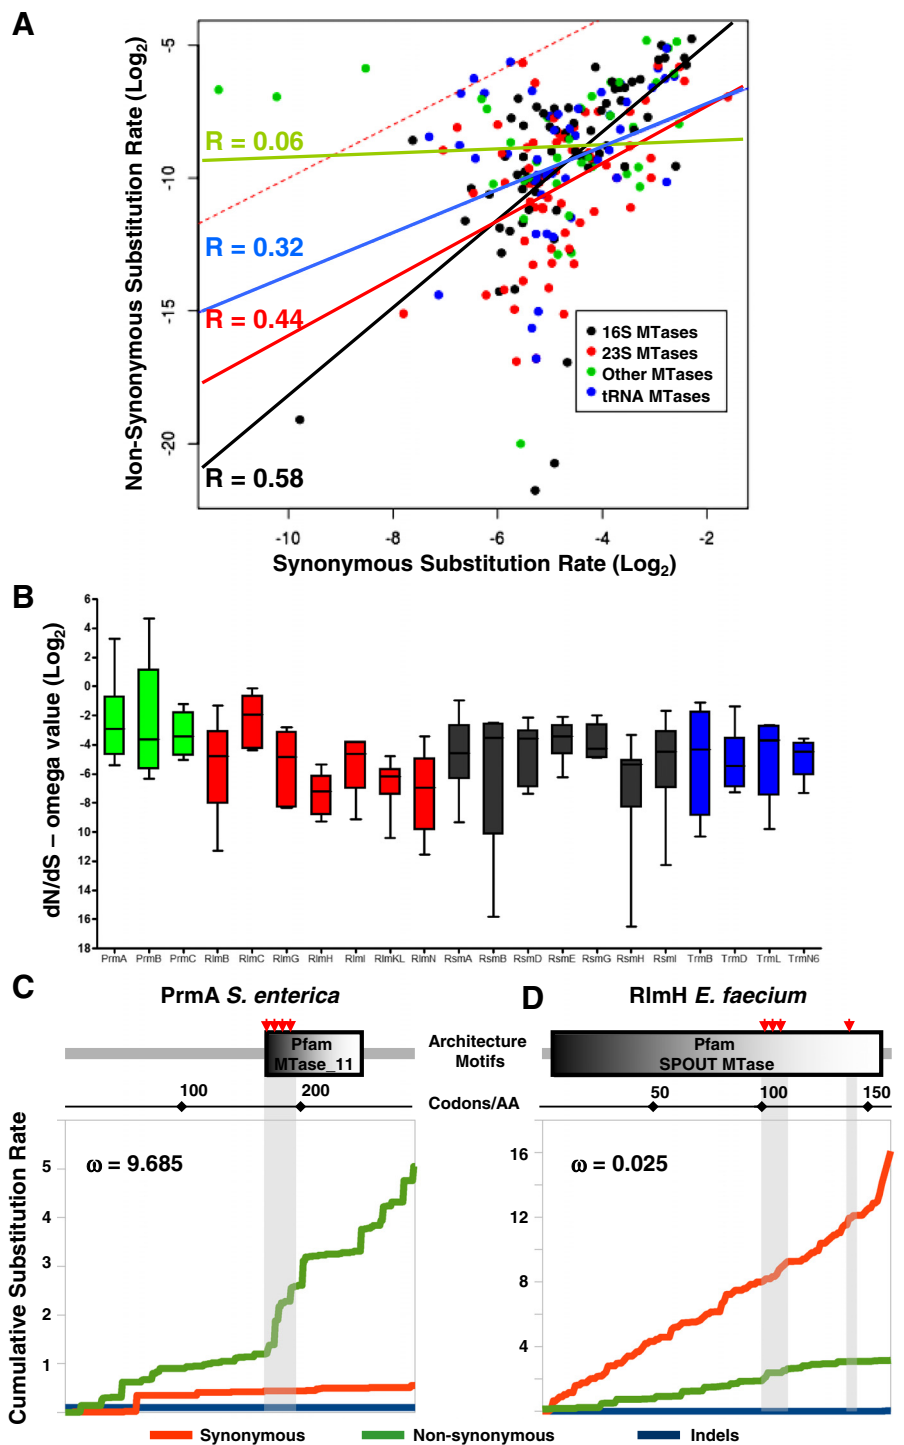 A
Non-Synonymous Substitution Rate (Log2)
-5
-10
-15
-20
R = 0.06
R = 0.32
R = 0.44
R = 0.58
16S MTases
23S MTases
Other MTases
tRNA MTases
-10 -8 -6 -4 -2
Synonymous Substitution Rate (Log2)
B
dN/dS – omega value (Log2)
6
4
2
0
-2
-4
-6
-8
10
12
14
16
18
PrmA PrmB PrmC RlmB RlmC RlmG RlmH RlmI RlmKL RlmN RsmA RsmB RsmD RsmE RsmG RsmH RsmI TrmB TrmD TrmL TrmN6
C
PrmA S. enterica
Pfam
MTase_11
100 200
Architecture
Motifs
Codons/AA
D
RlmH E. faecium
Pfam
SPOUT MTase
50 100 150
Cumulative Substitution Rate
ω = 9.685
5
4
3
2
1
ω = 0.025
16
12
8
4
Synonymous Non-synonymous Indels